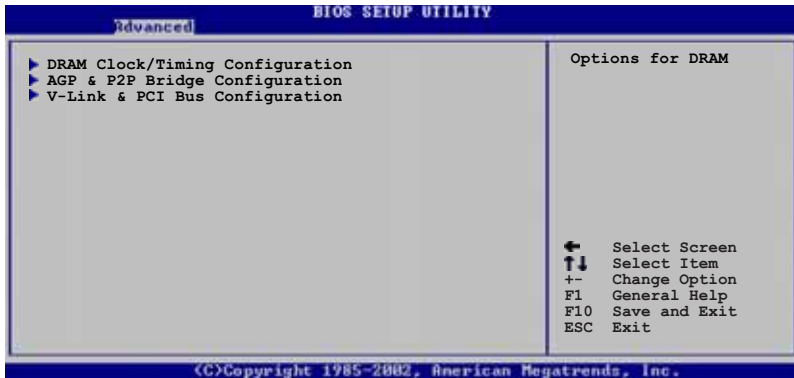 BIOS SETUP UTILITY
Advanced
DRAM Clock/Timing Configuration
AGP & P2P Bridge Configuration
V-Link & PCI Bus Configuration
Options for DRAM
← Select Screen
↑↓ Select Item
+- Change Option
F1 General Help
F10 Save and Exit
ESC Exit
(C)Copyright 1985-2002, American Megatrends, Inc.